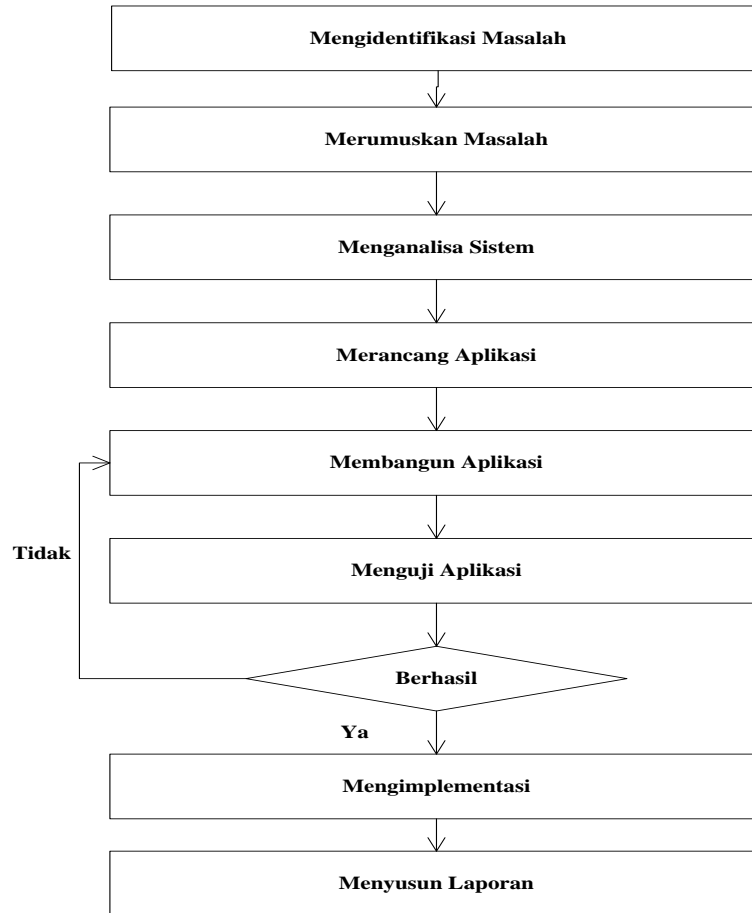 Mengidentifikasi Masalah
Merumuskan Masalah
Menganalisa Sistem
Merancang Aplikasi
Membangun Aplikasi
Tidak
Menguji Aplikasi
Berhasil
Ya
Mengimplementasi
Menyusun Laporan